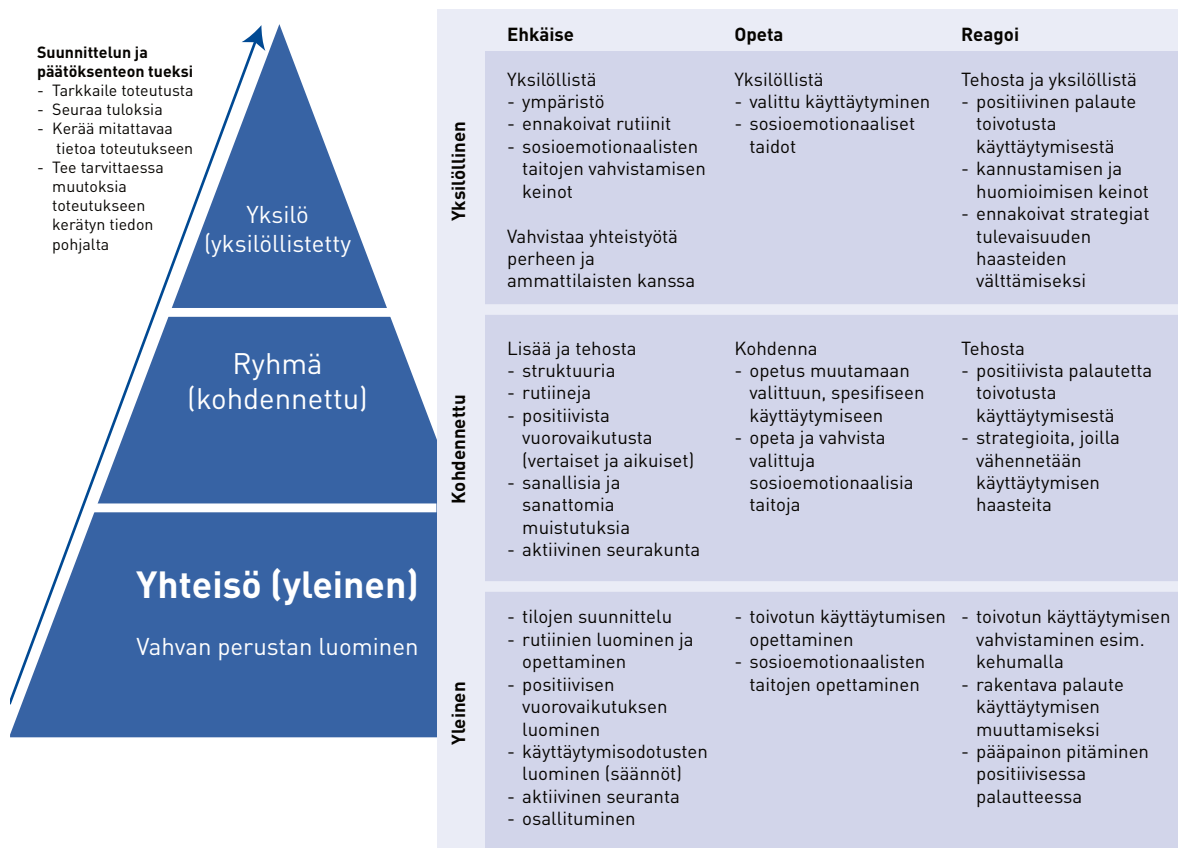 Suunnittelun ja
päätöksenteon tueksi
- Tarkkaile toteutusta
- Seuraa tuloksia
- Kerää mitattavaa
tietoa toteutukseen
- Tee tarvittaessa
muutoksia
toteutukseen
kerätyn tiedon
pohjalta
Yksilö
(yksilöllistetty
Ryhmä
(kohdennettu)
Yhteisö (yleinen)
Vahvan perustan luominen
Ehkäise
Opeta
Reagoi
Yksilöllinen
Yksilöllistä
- ympäristö
- ennakoivat rutiinit
- sosioemotionaalisten
taitojen vahvistamisen
keinot
Vahvistaa yhteistyötä
perheen ja
ammattilaisten kanssa
Yksilöllistä
- valittu käyttäytyminen
- sosioemotionaaliset
taidot
Tehosta ja yksilöllistä
- positiivinen palaute
toivotusta
käyttäytymisestä
- kannustamisen ja
huomioimisen keinot
- ennakoivat strategiat
tulevaisuuden
haasteiden
välttämiseksi
Kohdennettu
Lisää ja tehosta
- struktuuria
- rutiineja
- positiivista
vuorovaikutusta
(vertaiset ja aikuiset)
- sanallisia ja
sanattomia
muistutuksia
- aktiivinen seurakunta
Kohdenna
- opetus muutamaan
valittuun, spesifiseen
käyttäytymiseen
- opeta ja vahvista
valittuja
sosioemotionaalisia
taitoja
Tehosta
- positiivista palautetta
toivotusta
käyttäytymisestä
- strategioita, joilla
vähennetään
käyttäytymisen
haasteita
Yleinen
- tilojen suunnittelu
- rutiinien luominen ja
opettaminen
- positiivisen
vuorovaikutuksen
luominen
- käyttäytymisodotusten
luominen (säännöt)
- aktiivinen seuranta
- osallituminen
- toivotun käyttäytumisen
opettaminen
- sosioemotionaalisten
taitojen opettaminen
- toivotun käyttäytymisen
vahvistaminen esim.
kehumalla
- rakentava palaute
käyttäytymisen
muuttamiseksi
- pääpainon pitäminen
positiivisessa
palautteessa